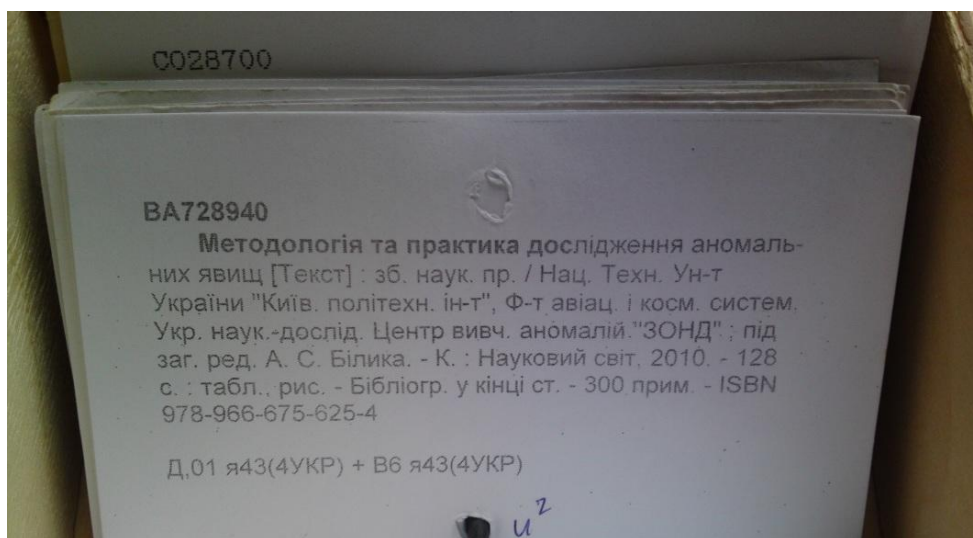 СО28700
ВА728940
Методологія та практика дослідження аномаль-
них явищ [Текст] : зб. наук. пр. / Нац. Техн. Ун-т
України "Київ. політехн. ін-т", Ф-т авіац. і косм. систем.
Укр. наук.-дослід. Центр вивч. аномалій."ЗОНД" ; під
заг. ред. А. С. Білика. - К. : Науковий світ, 2010. - 128
с. : табл., рис. - Бібліогр. у кінці ст. - 300 прим. - ISBN
978-966-675-625-4
Д,01 я43(4УКР) + В6 я43(4УКР)
и²